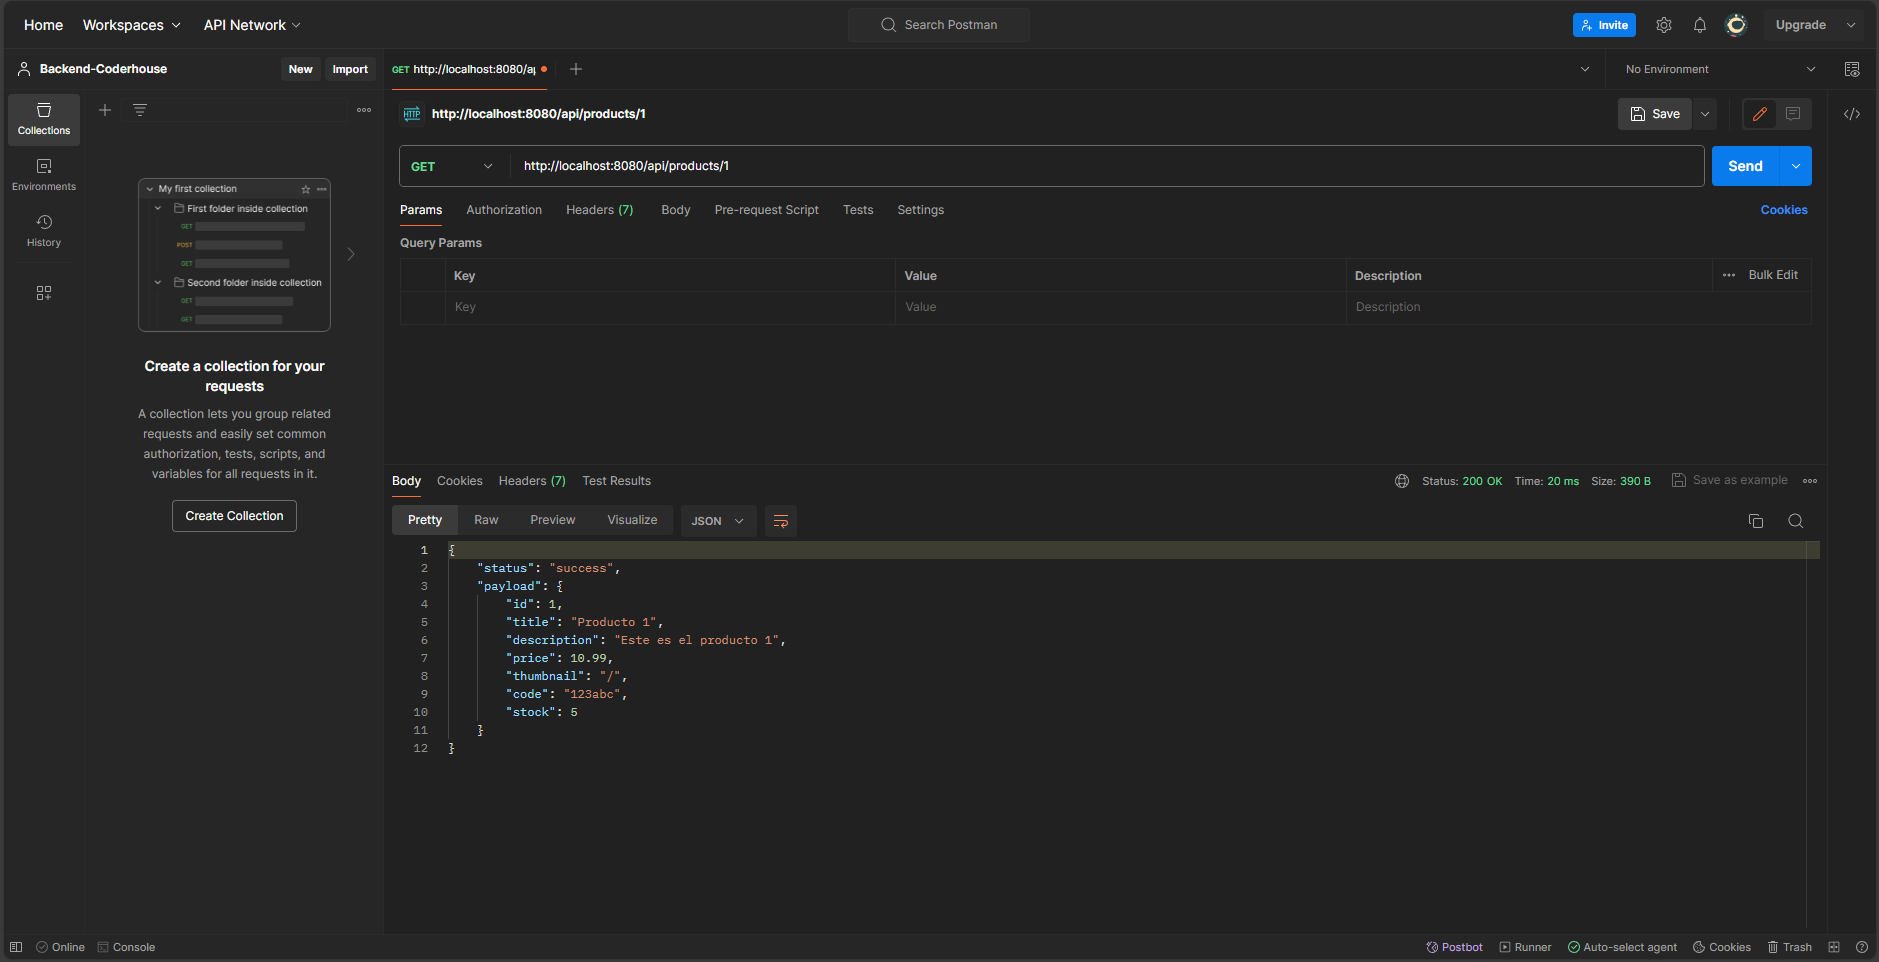 Home Workspaces API Network Search Postman Invite Upgrade
Backend-Coderhouse New Import GET http://localhost:8080/a No Environment
Collections
HTTP http://localhost:8080/api/products/1 Save
Environments
GET http://localhost:8080/api/products/1 Send
History
Params Authorization Headers (7) Body Pre-request Script Tests Settings Cookies
Query Params
Key Value Description Bulk Edit
Key Value Description
My first collection
First folder inside collection
GET
POST
GET
Second folder inside collection
GET
GET
Create a collection for your
requests
A collection lets you group related
requests and easily set common
authorization, tests, scripts, and
variables for all requests in it.
Create Collection
Body Cookies Headers (7) Test Results Status: 200 OK Time: 20 ms Size: 390 B Save as example
Pretty Raw Preview Visualize JSON
1 {
2 "status": "success",
3 "payload": {
4 "id": 1,
5 "title": "Producto 1",
6 "description": "Este es el producto 1",
7 "price": 10.99,
8 "thumbnail": "/",
9 "code": "123abc",
10 "stock": 5
11 }
12 }
Online Console Postbot Runner Auto-select agent Cookies Trash